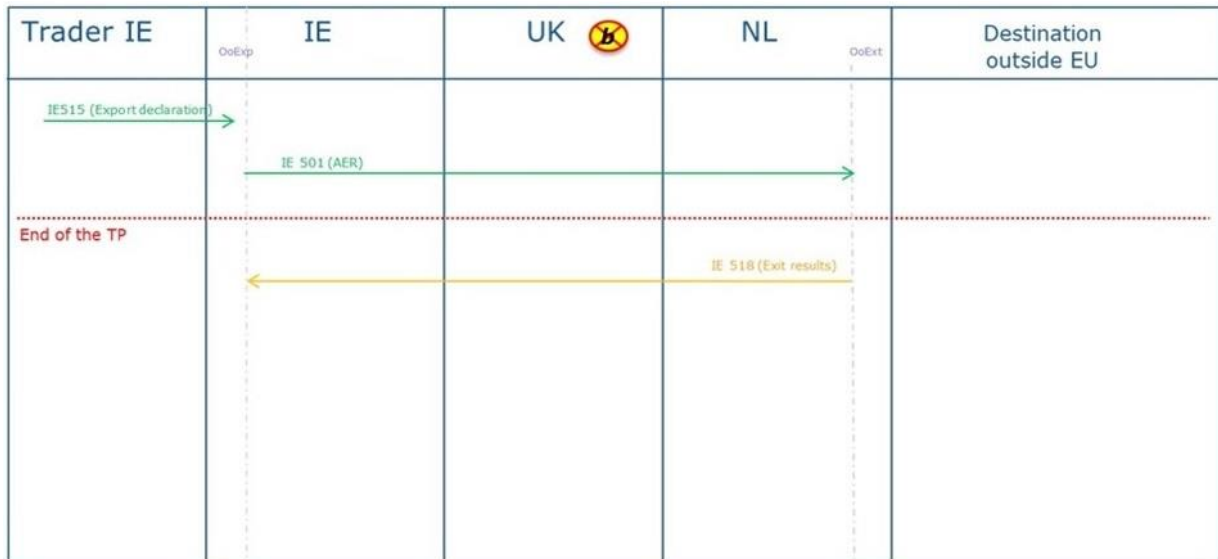 Trader IE
IE
UK
b
NL
Destination
outside EU
OoExp
OoExt
IE515 (Export declaration)
IE 501 (AER)
End of the TP
IE 518 (Exit results)